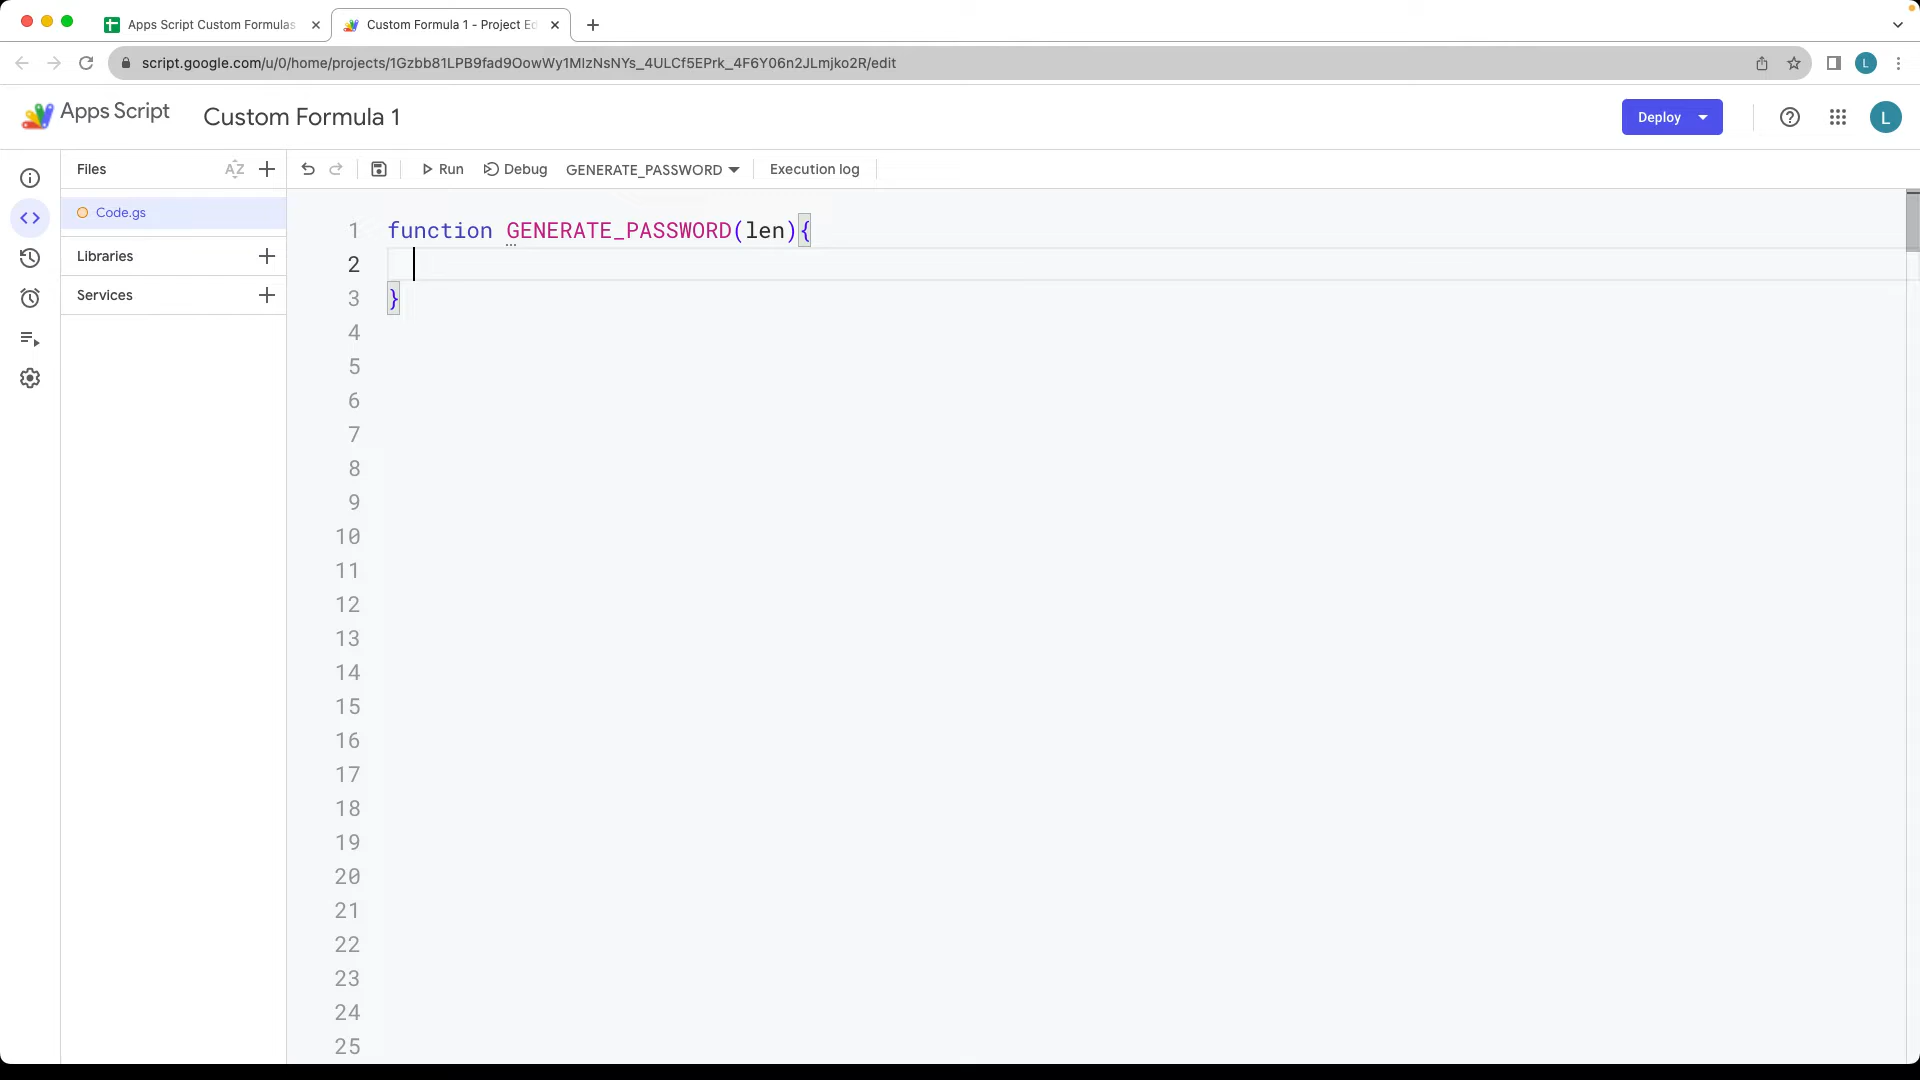 Apps Script Custom Formulas
Custom Formula 1 - Project Ed
script.google.com/u/0/home/projects/1Gzbb81LPB9fad9OowWy1MIzNsNYs_4ULCf5EPrk_4F6Y06n2JLmjko2R/edit
L
Apps Script
Custom Formula 1
Deploy
L
Files
AZ
Run
Debug
GENERATE_PASSWORD
Execution log
Code.gs
Libraries
Services
1 function GENERATE_PASSWORD(len){
2
3 }
4
5
6
7
8
9
10
11
12
13
14
15
16
17
18
19
20
21
22
23
24
25